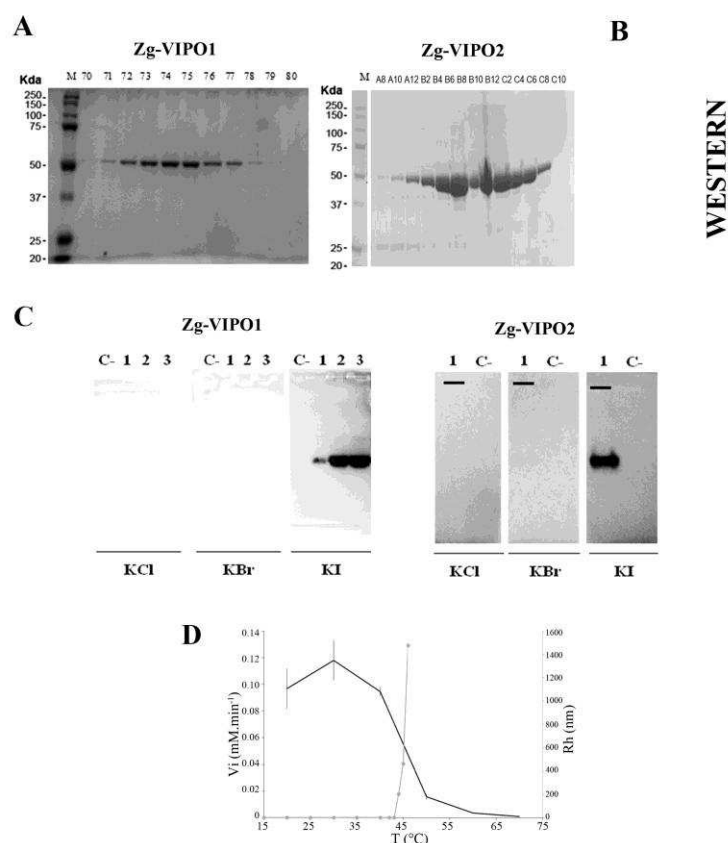 A
B
Zg-VIPO1
Zg-VIPO2
Kda M 70 71 72 73 74 75 76 77 78 79 80
250-
150-
100-
75-
50-
37-
25-
20-
Kda M A8 A10 A12 B2 B4 B6 B8 B10 B12 C2 C4 C6 C8 C10
250-
150-
100-
75-
50-
37-
25-
20-
WESTERN
C
Zg-VIPO1
Zg-VIPO2
C- 1 2 3 C- 1 2 3 C- 1 2 3
1 C- 1 C- 1 C-
KCl KBr KI
KCl KBr KI
D
0.14
0.12
0.10
0.08
0.06
0.04
0.02
0
Vi (mM.min⁻¹)
1600
1400
1200
1000
800
600
400
200
0
Rh (nm)
15 25 35 45 55 65 75
T (°C)